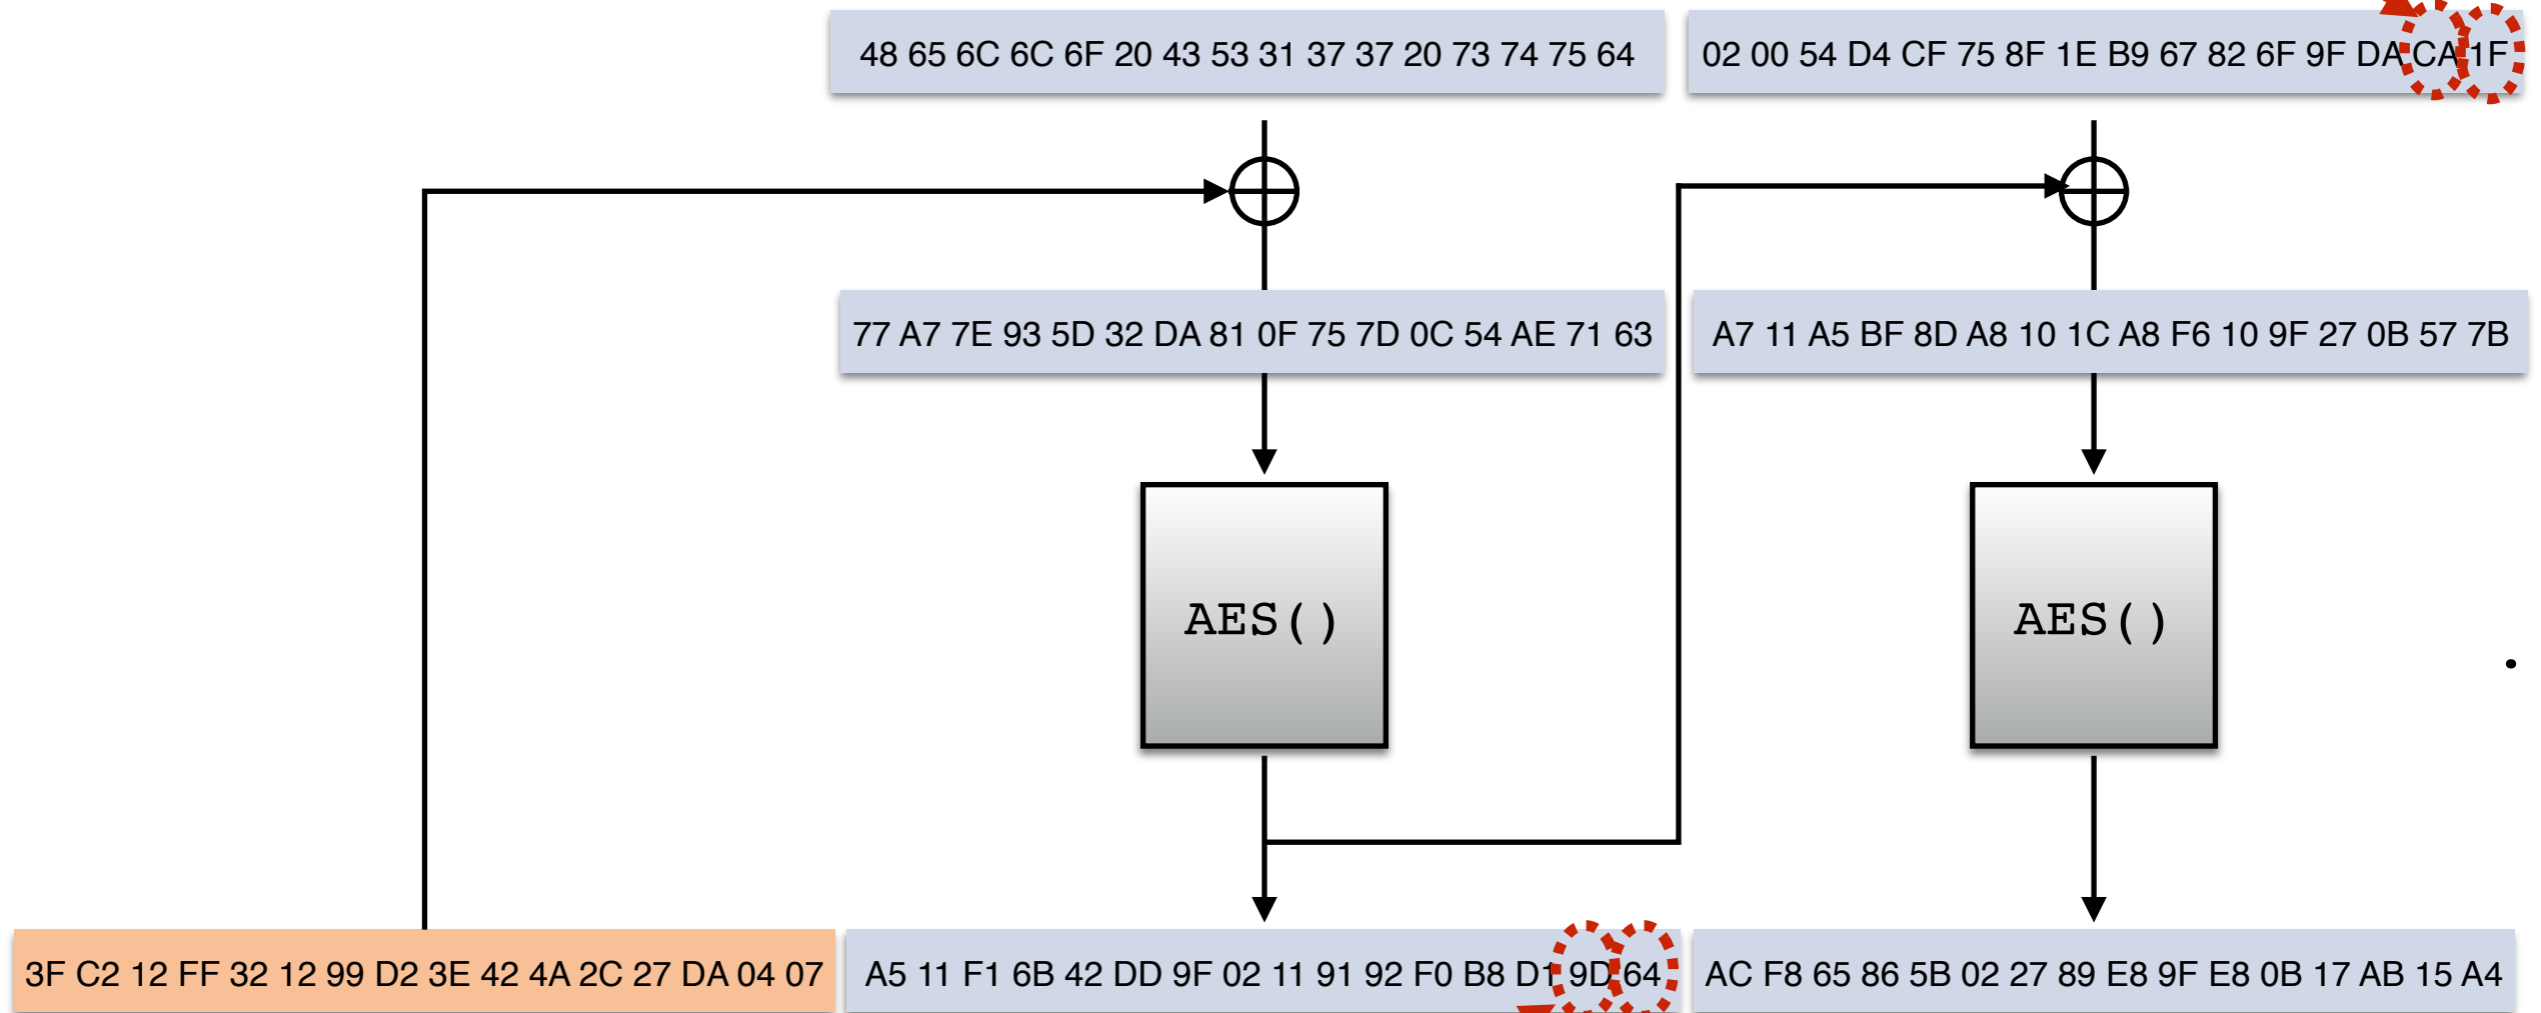 48 65 6C 6C 6F 20 43 53 31 37 37 20 73 74 75 64
02 00 54 D4 CF 75 8F 1E B9 67 82 6F 9F DA CA 1F
77 A7 7E 93 5D 32 DA 81 0F 75 7D 0C 54 AE 71 63
A7 11 A5 BF 8D A8 10 1C A8 F6 10 9F 27 0B 57 7B
AES()
AES()
3F C2 12 FF 32 12 99 D2 3E 42 4A 2C 27 DA 04 07
A5 11 F1 6B 42 DD 9F 02 11 91 92 F0 B8 D1 9D 64
AC F8 65 86 5B 02 27 89 E8 9F E8 0B 17 AB 15 A4